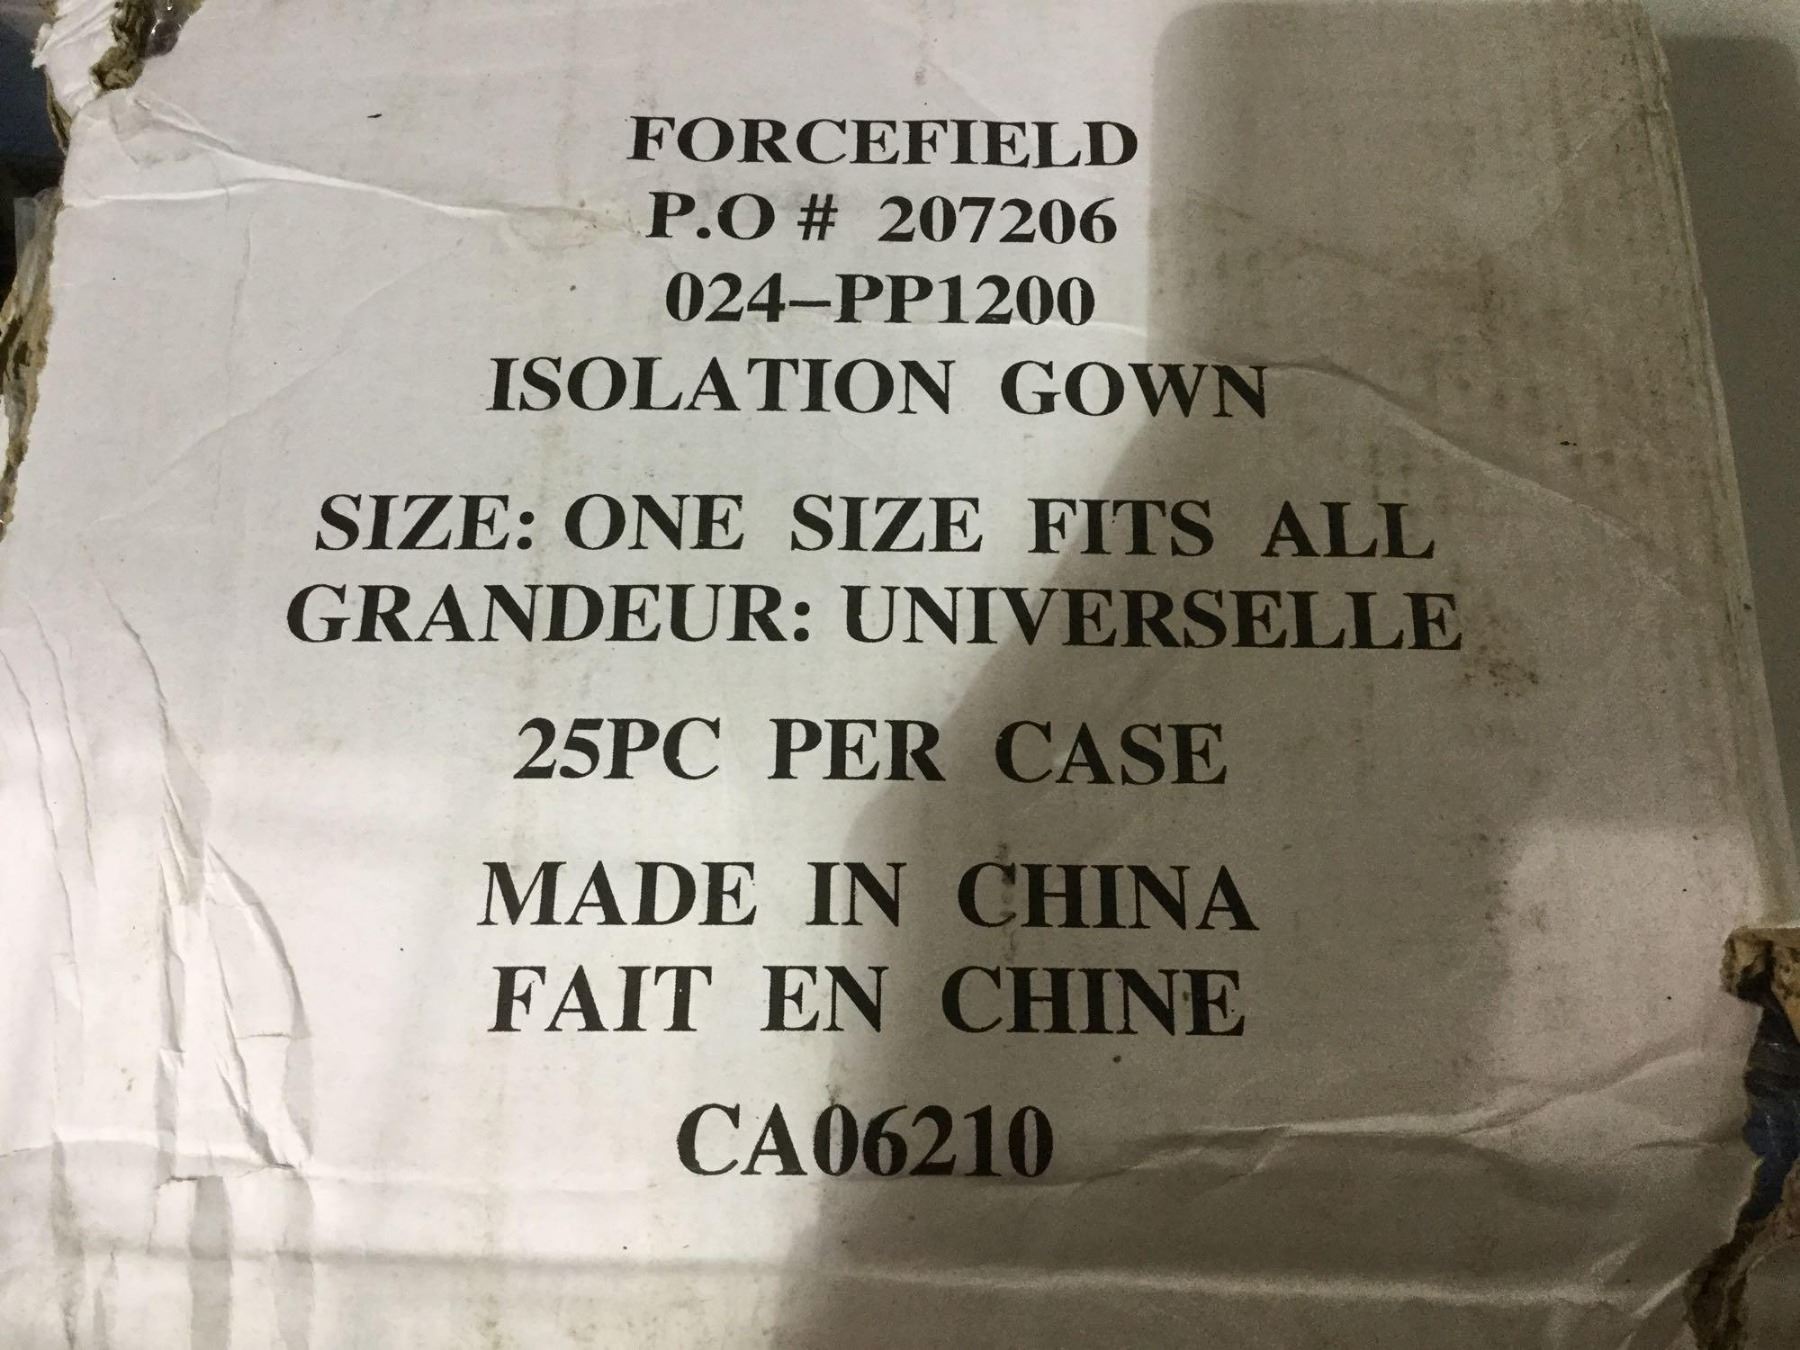 FORCEFIELD
P.O # 207206
024-PP1200
ISOLATION GOWN
SIZE: ONE SIZE FITS ALL
GRANDEUR: UNIVERSELLE
25PC PER CASE
MADE IN CHINA
FAIT EN CHINE
CA06210